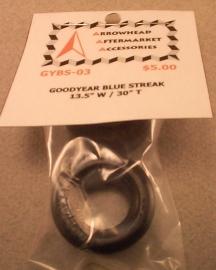 ARROWHEAD
AFTERMARKET
ACCESSORIES
GYBS-03 $5.00
GOODYEAR BLUE STREAK
13.5" W / 30" T